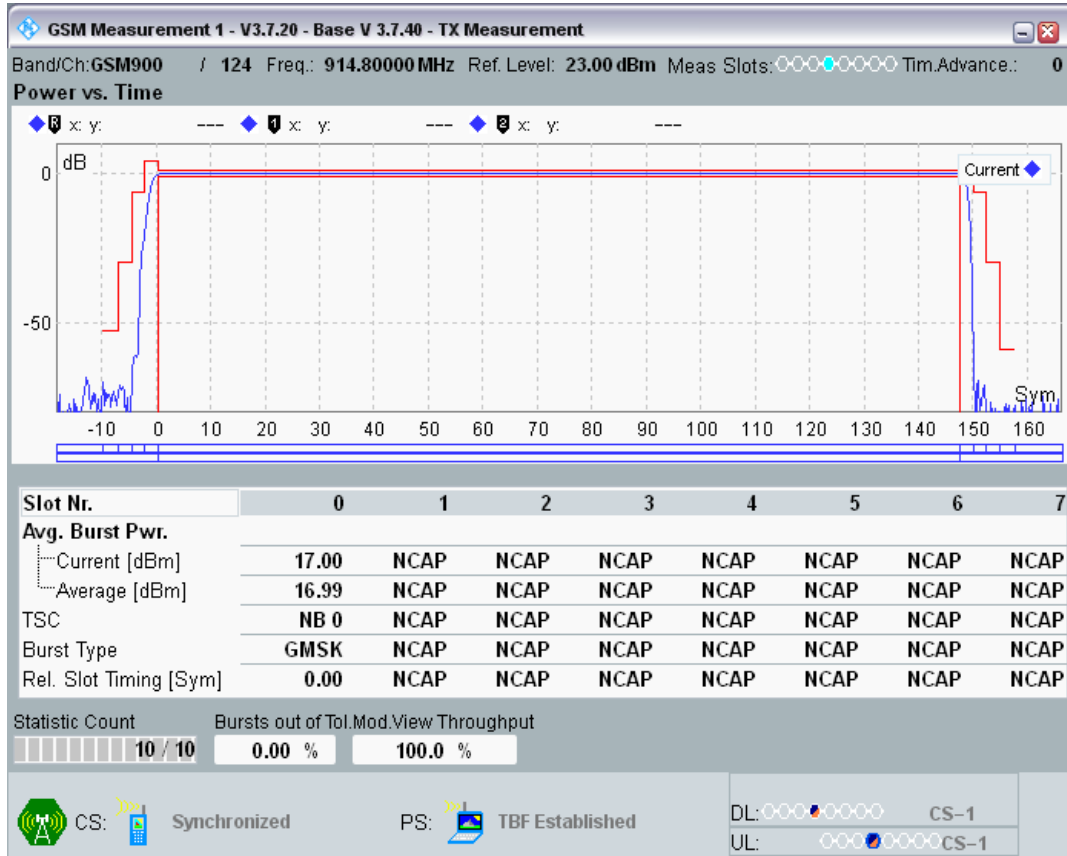 GSM Measurement 1 - V3.7.20 - Base V 3.7.40 - TX Measurement
Band/Ch:GSM900 / 124 Freq.: 914.80000 MHz Ref. Level: 23.00 dBm Meas Slots: Tim.Advance.: 0
Power vs. Time
R x: y: --- 1 x: y: --- 2 x: y: ---
dB
Current
0
-50
Sym
-10 0 10 20 30 40 50 60 70 80 90 100 110 120 130 140 150 160
Slot Nr. 0 1 2 3 4 5 6 7
Avg. Burst Pwr.
Current [dBm] 17.00 NCAP NCAP NCAP NCAP NCAP NCAP NCAP
Average [dBm] 16.99 NCAP NCAP NCAP NCAP NCAP NCAP NCAP
TSC NB 0 NCAP NCAP NCAP NCAP NCAP NCAP NCAP
Burst Type GMSK NCAP NCAP NCAP NCAP NCAP NCAP NCAP
Rel. Slot Timing [Sym] 0.00 NCAP NCAP NCAP NCAP NCAP NCAP NCAP
Statistic Count Bursts out of Tol. Mod.View Throughput
10 / 10 0.00 % 100.0 %
CS: Synchronized PS: TBF Established DL: CS-1
UL: CS-1